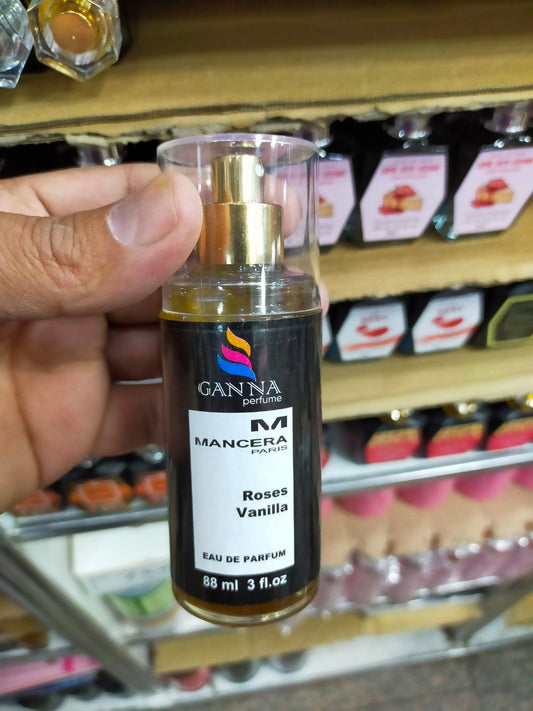 GANNA
perfume
M
MANCERA
PARIS
Roses
Vanilla
EAU DE PARFUM
88 ml 3 fl.oz